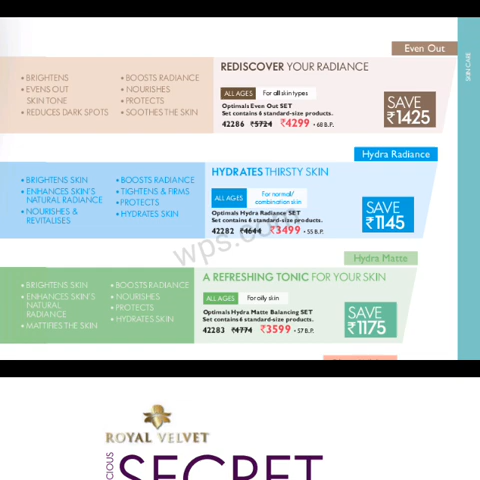 Even Out
SKIN CARE
• BRIGHTENS
• EVENS OUT
SKIN TONE
• REDUCES DARK SPOTS
• BOOSTS RADIANCE
• NOURISHES
• PROTECTS
• SOOTHES THE SKIN
REDISCOVER YOUR RADIANCE
ALL AGES For all skin types
Optimals Even Out SET
Set contains 6 standard-size products.
42286 ₹5724 ₹4299 • 68 B.P.
SAVE
₹1425
Hydra Radiance
• BRIGHTENS SKIN
• ENHANCES SKIN'S
NATURAL RADIANCE
• NOURISHES &
REVITALISES
• BOOSTS RADIANCE
• TIGHTENS & FIRMS
• PROTECTS
• HYDRATES SKIN
HYDRATES THIRSTY SKIN
ALL AGES For normal/
combination skin
Optimals Hydra Radiance SET
Set contains 6 standard-size products.
42282 ₹4644 ₹3499 • 55 B.P.
SAVE
₹1145
wps.co
Hydra Matte
• BRIGHTENS SKIN
• ENHANCES SKIN'S
NATURAL
RADIANCE
• MATTIFIES THE SKIN
• BOOSTS RADIANCE
• NOURISHES
• PROTECTS
• HYDRATES SKIN
A REFRESHING TONIC FOR YOUR SKIN
ALL AGES For oily skin
Optimals Hydra Matte Balancing SET
Set contains 6 standard-size products.
42283 ₹4774 ₹3599 • 57 B.P.
SAVE
₹1175
ROYAL VELVET
SECRET